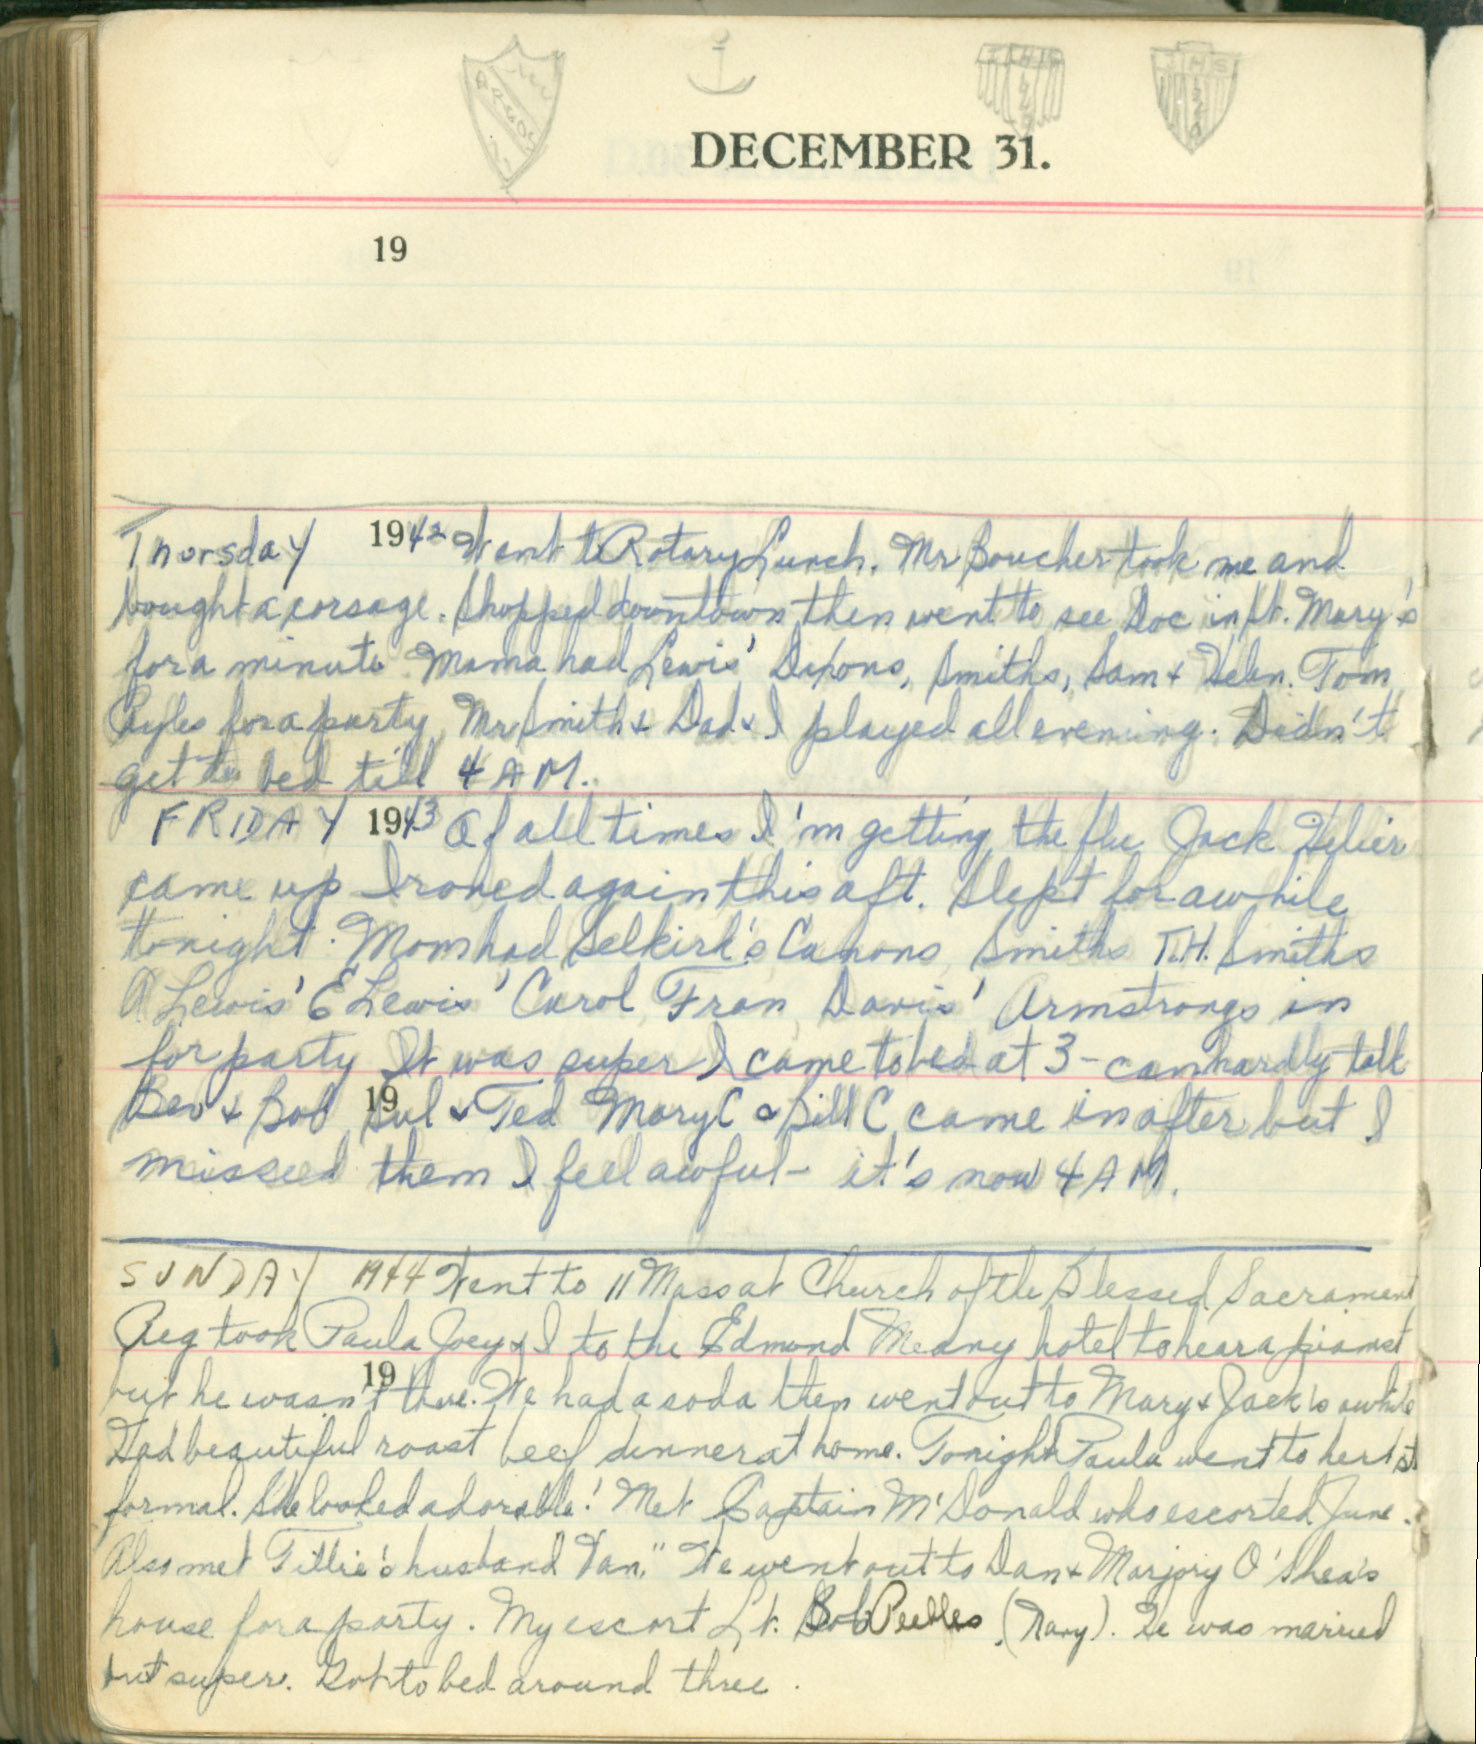 J H S
DECEMBER 31.
19
Thursday 1942 Went to Rotary Lunch. Mr Boucher took me and
bought a corsage. Shopped downtown then went to see Doc in St. Mary's
for a minute Mama had Lewis' Dixons, Smiths, Sam & Helen. Tom
for a party. Mr Smith & Dad & I played all evening. Didn't
get to bed till 4 A M.
FRIDAY 1943 Of all times I'm getting the flu Jack
came up Ironed again this aft. Slept for awhile
tonight. Mom had Selkirk's Canons Smiths T.H. Smiths
A Lewis' E Lewis' Carol, Fran, Davis' Armstrongs in
for party It was super I came to bed at 3 - can hardly talk
19
Bev & Bob & Ted Mary C & Bill C came in after but I
missed them I feel awful - it's now 4 A M.
SUNDAY 1944 Went to 11 Mass at Church of the Blessed Sacrament
Reg took Paula Joey & I to the Edmond Meany hotel to hear a pianist
19
but he wasn't there. We had a soda then went out to Mary & Jack's awhile
Had beautiful roast beef dinner at home. Tonight Paula went to her 1st
formal. She looked adorable! Met Captain McDonald who escorted June.
Also met Tillie's husband "Van." We went out to Dan & Marjory O'Shea's
house for a party. My escort Lt. Bob Peebles (Navy). He was married
but super. Got to bed around three.